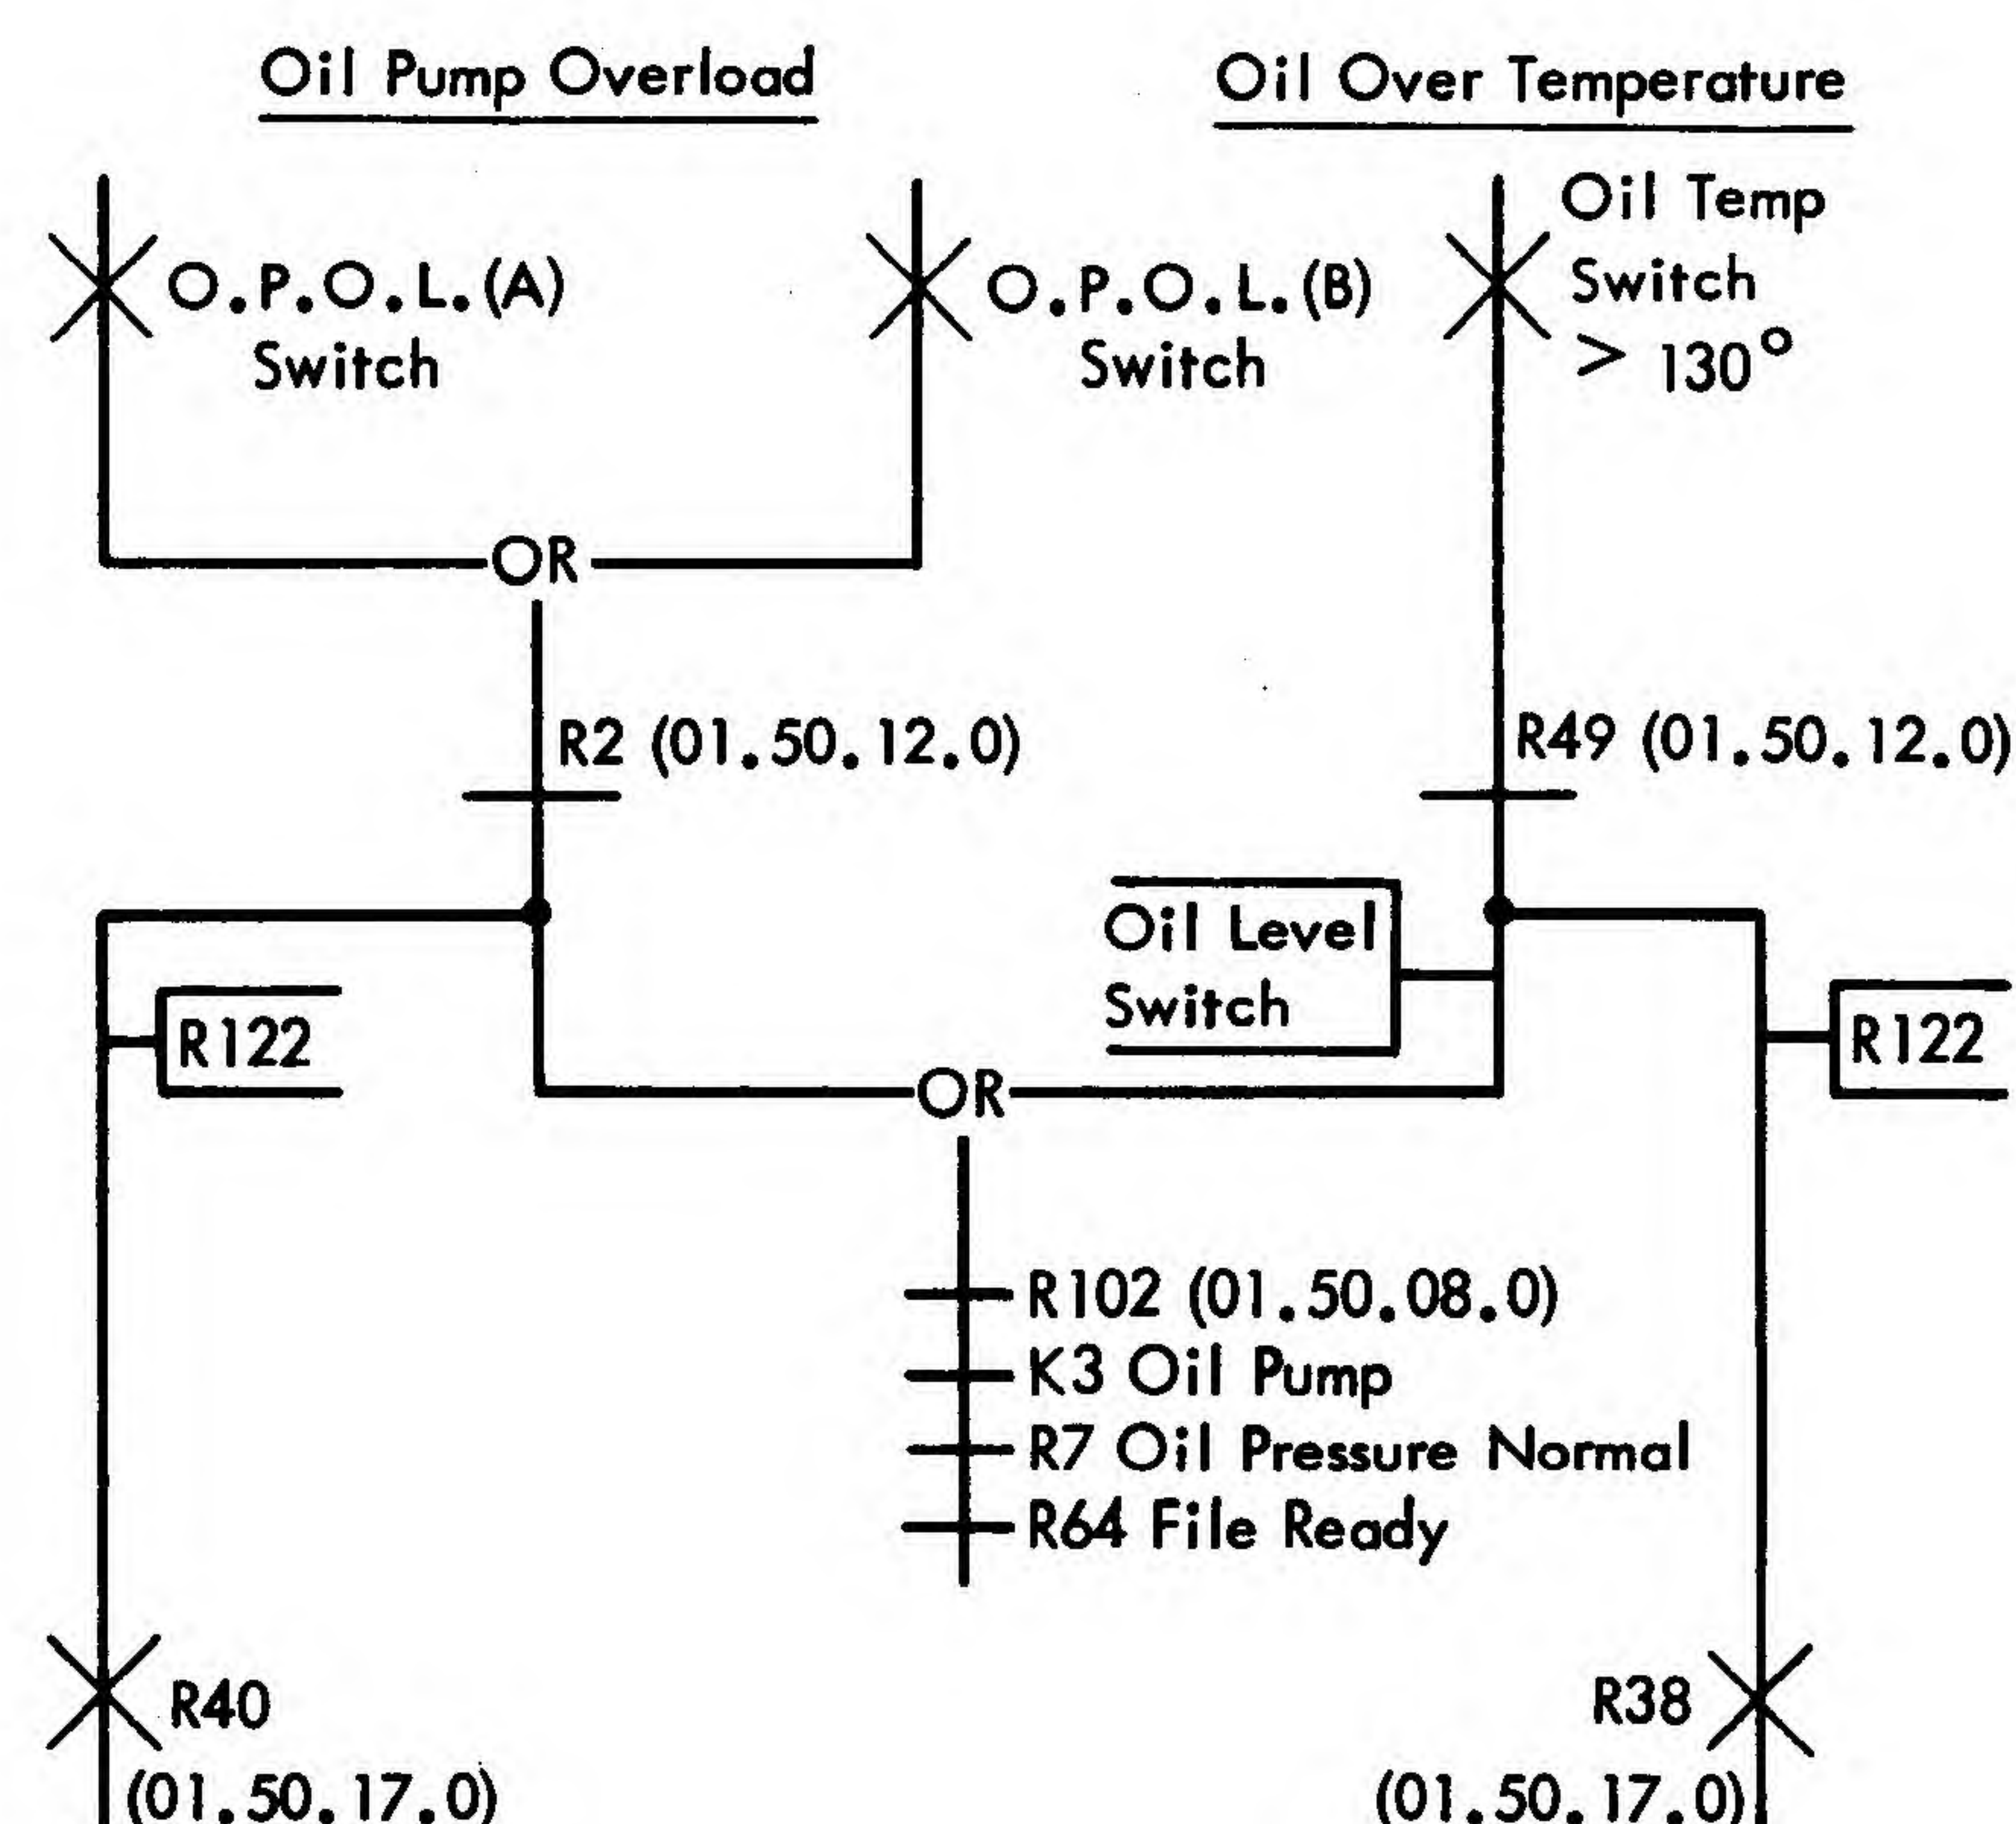 Oil Pump Overload
Oil Over Temperature
O.P.O.L. (A)
Switch
O.P.O.L. (B)
Switch
Oil Temp
Switch
> 130°
OR
R2 (01.50.12.0)
R49 (01.50.12.0)
Oil Level
Switch
R122
R122
OR
R102 (01.50.08.0)
K3 Oil Pump
R7 Oil Pressure Normal
R64 File Ready
R40
(01.50.17.0)
R38
(01.50.17.0)